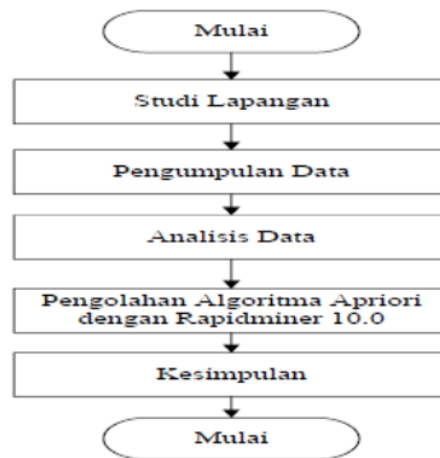 Mulai
Studi Lapangan
Pengumpulan Data
Analisis Data
Pengolahan Algoritma Apriori
dengan Rapidminer 10.0
Kesimpulan
Mulai